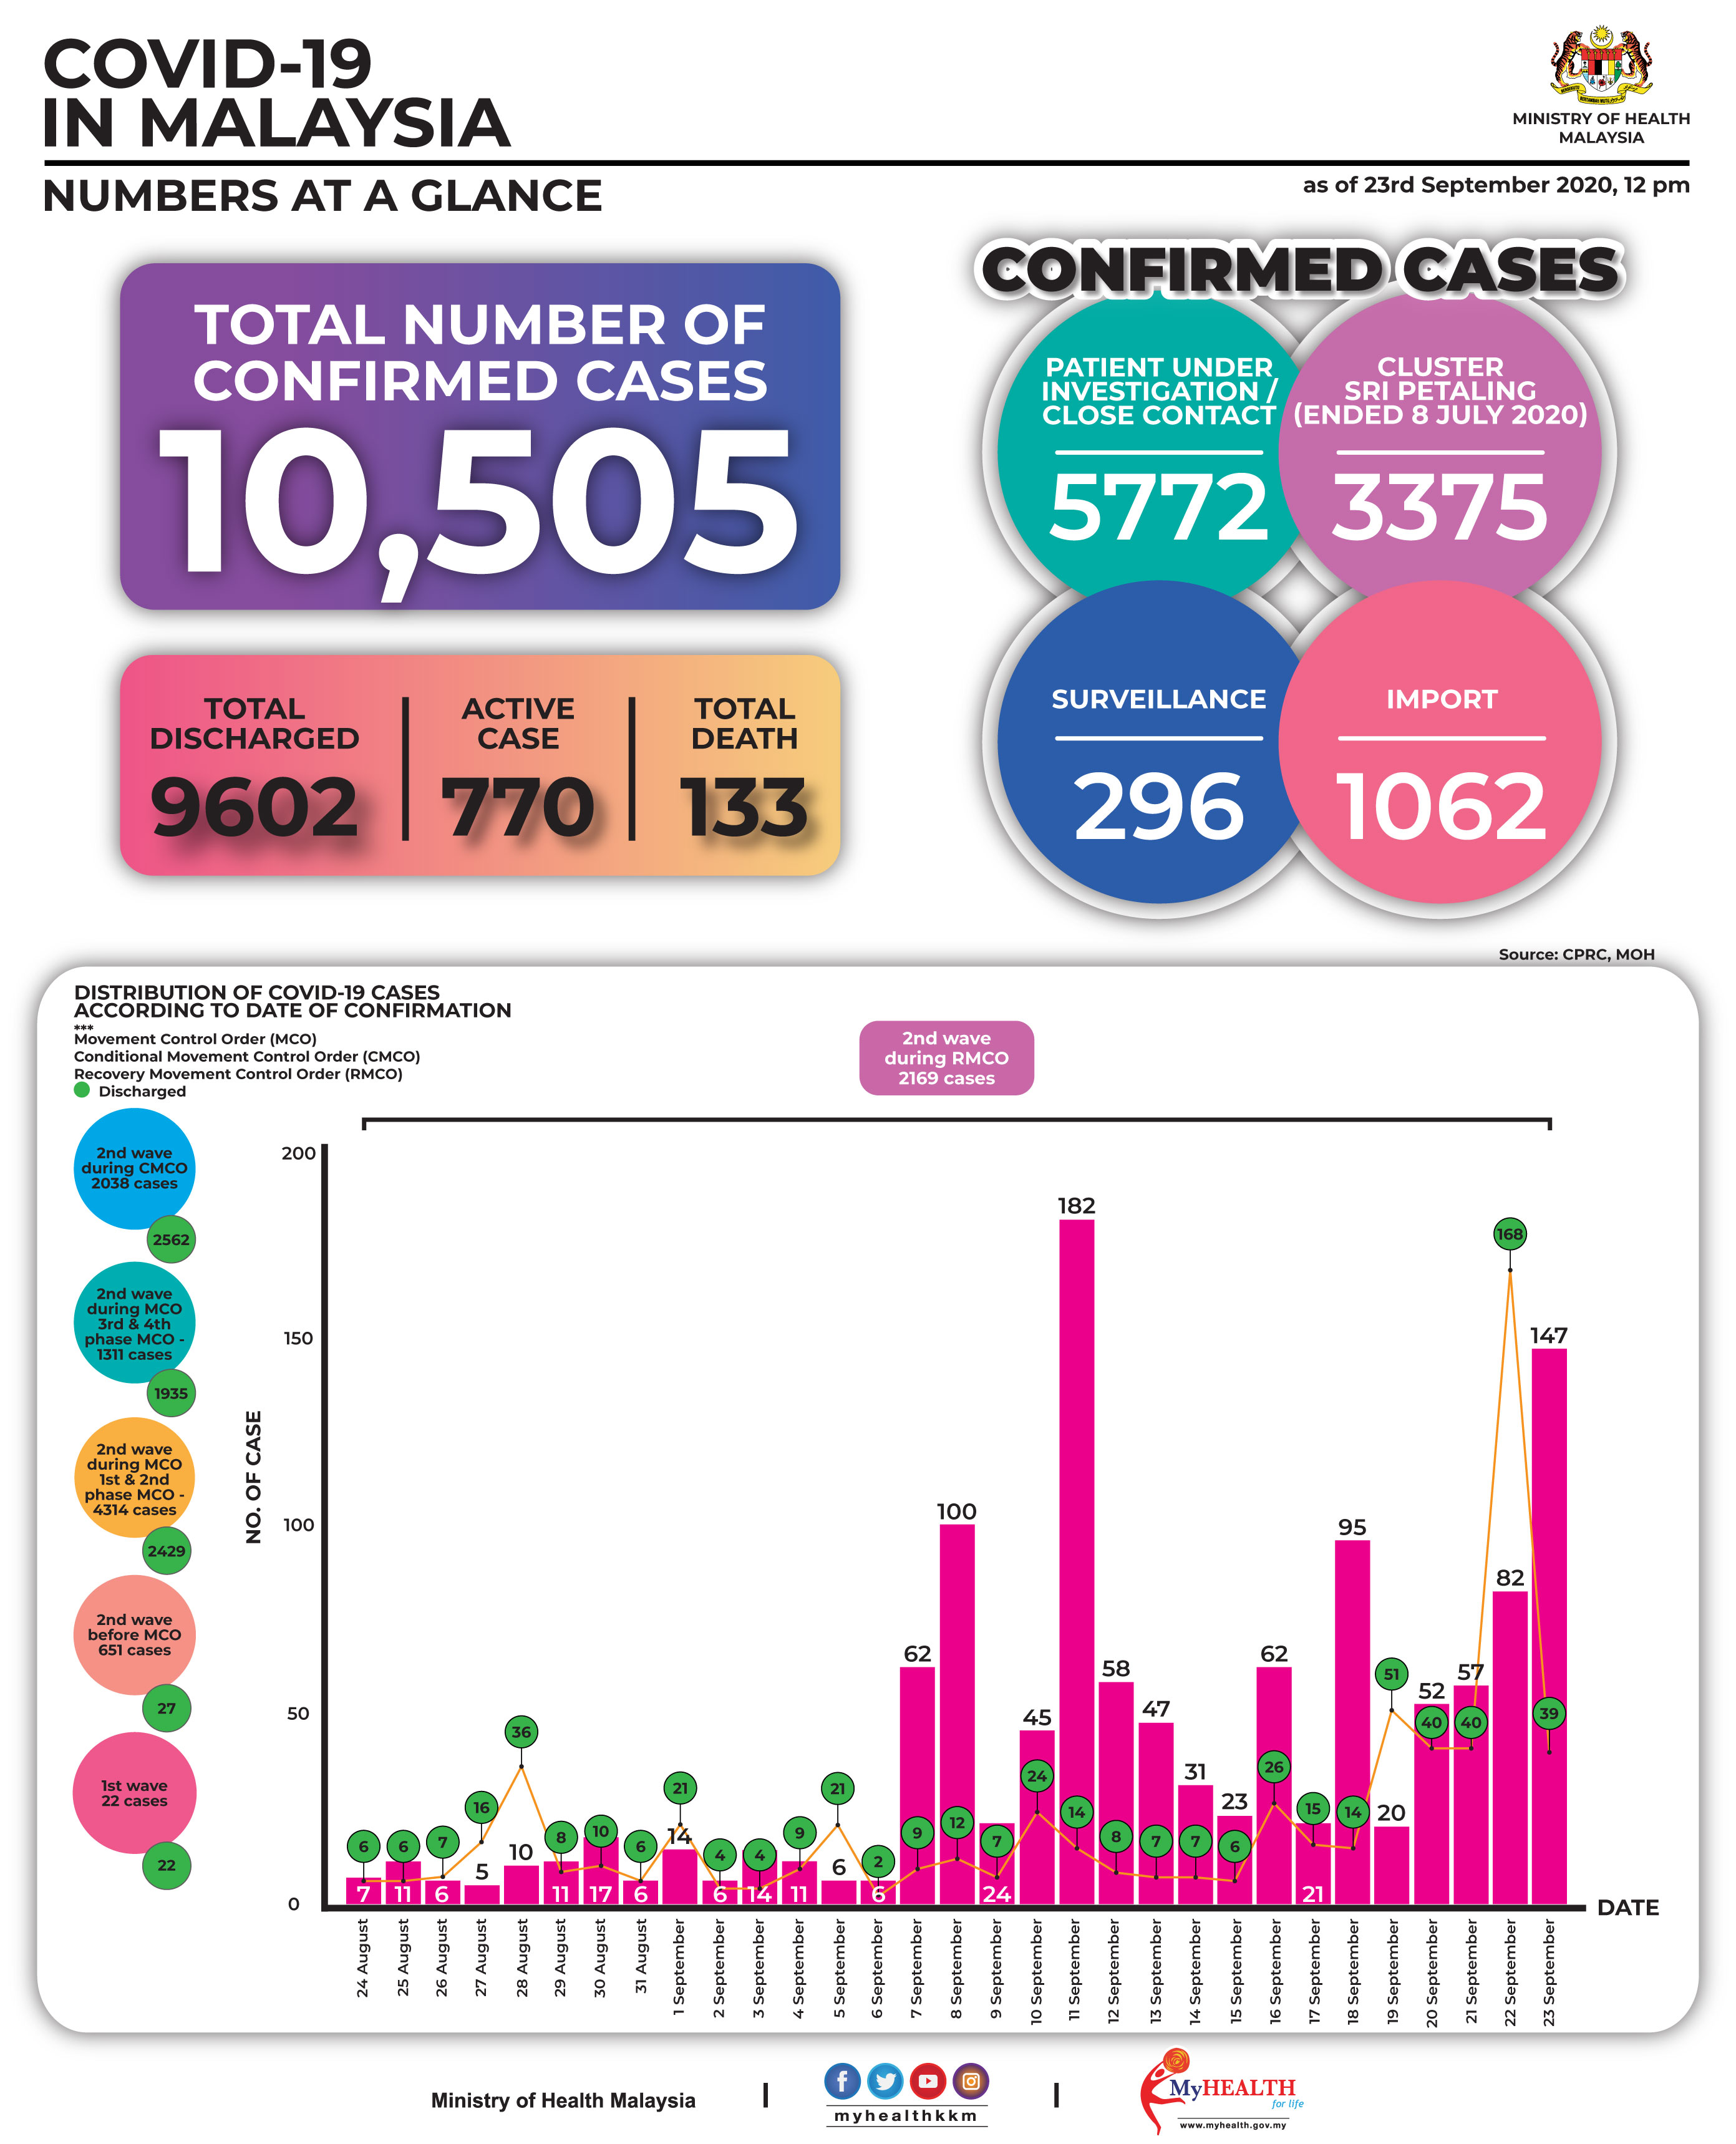 COVID-19
IN MALAYSIA
MINISTRY OF HEALTH
MALAYSIA
NUMBERS AT A GLANCE
as of 23rd September 2020, 12 pm
TOTAL NUMBER OF
CONFIRMED CASES
10,505
TOTAL
DISCHARGED
9602
ACTIVE
CASE
770
TOTAL
DEATH
133
CONFIRMED CASES
PATIENT UNDER
INVESTIGATION /
CLOSE CONTACT
5772
CLUSTER
SRI PETALING
(ENDED 8 JULY 2020)
3375
SURVEILLANCE
296
IMPORT
1062
Source: CPRC, MOH
DISTRIBUTION OF COVID-19 CASES
ACCORDING TO DATE OF CONFIRMATION
***
Movement Control Order (MCO)
Conditional Movement Control Order (CMCO)
Recovery Movement Control Order (RMCO)
Discharged
2nd wave
during RMCO
2169 cases
2nd wave
during CMCO
2038 cases
2562
2nd wave
during MCO
3rd & 4th
phase MCO -
1311 cases
1935
2nd wave
during MCO
1st & 2nd
phase MCO -
4314 cases
2429
2nd wave
before MCO
651 cases
27
1st wave
22 cases
22
NO. OF CASE
200
150
100
50
0
6 6 7 16 36 8 10 6 21 4 4 9 21 2 9 12 7 24 14 8 7 7 6 26 15 14 51 40 40 168 39
7 11 6 5 10 11 17 6 14 6 14 11 6 6 62 100 24 45 182 58 47 31 23 62 21 95 20 52 57 82 147
DATE
24 August
25 August
26 August
27 August
28 August
29 August
30 August
31 August
1 September
2 September
3 September
4 September
5 September
6 September
7 September
8 September
9 September
10 September
11 September
12 September
13 September
14 September
15 September
16 September
17 September
18 September
19 September
20 September
21 September
22 September
23 September
Ministry of Health Malaysia
myhealthkkm
MyHEALTH
for life
www.myhealth.gov.my